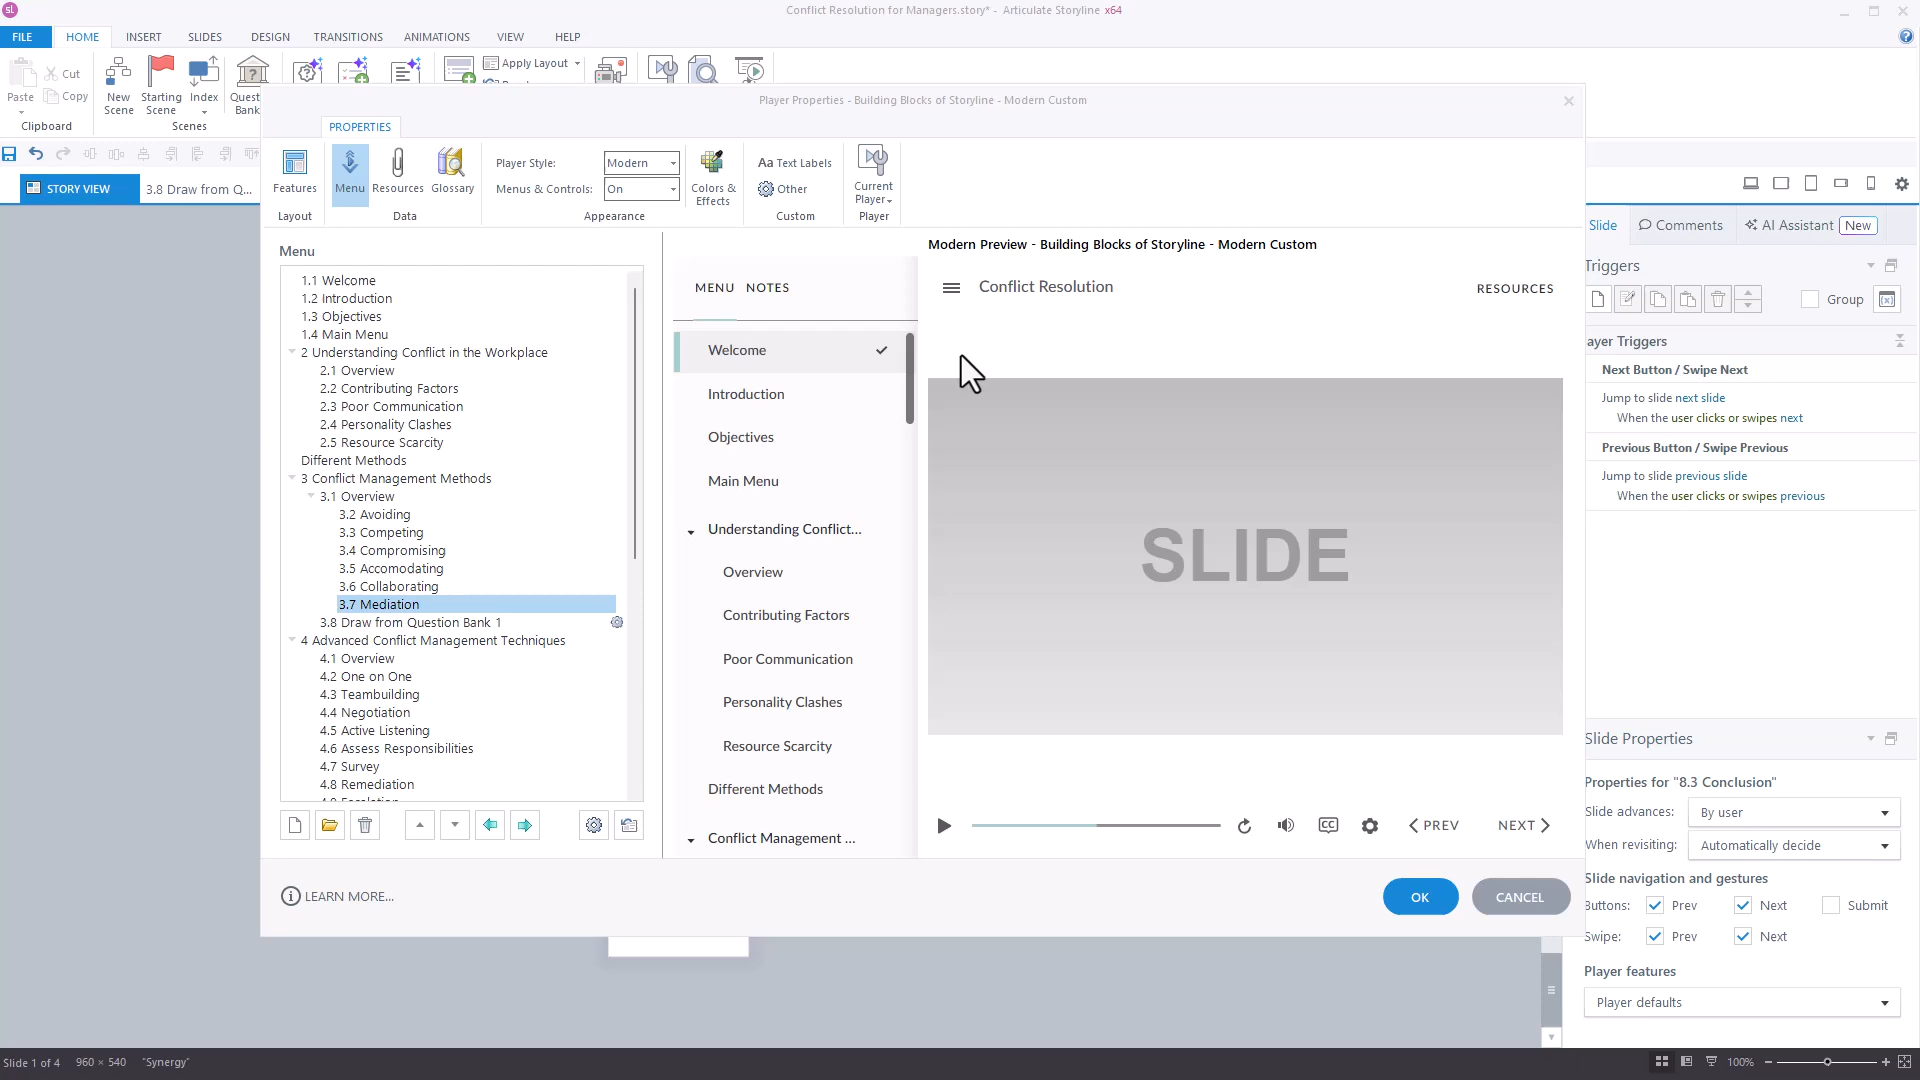 sl
Conflict Resolution for Managers.story* - Articulate Storyline x64
FILE HOME INSERT SLIDES DESIGN TRANSITIONS ANIMATIONS VIEW HELP
Paste
Cut
Copy
Clipboard
New Scene
Starting Scene
Index
Scenes
Quest
Bank
Apply Layout
Player Properties - Building Blocks of Storyline - Modern Custom
PROPERTIES
Features
Layout
Menu
Resources
Glossary
Data
Player Style: Modern
Menus & Controls: On
Colors & Effects
Appearance
Aa Text Labels
Other
Custom
Current Player
Player
STORY VIEW
3.8 Draw from Q...
Menu
1.1 Welcome
1.2 Introduction
1.3 Objectives
1.4 Main Menu
2 Understanding Conflict in the Workplace
2.1 Overview
2.2 Contributing Factors
2.3 Poor Communication
2.4 Personality Clashes
2.5 Resource Scarcity
Different Methods
3 Conflict Management Methods
3.1 Overview
3.2 Avoiding
3.3 Competing
3.4 Compromising
3.5 Accomodating
3.6 Collaborating
3.7 Mediation
3.8 Draw from Question Bank 1
4 Advanced Conflict Management Techniques
4.1 Overview
4.2 One on One
4.3 Teambuilding
4.4 Negotiation
4.5 Active Listening
4.6 Assess Responsibilities
4.7 Survey
4.8 Remediation
Modern Preview - Building Blocks of Storyline - Modern Custom
MENU NOTES
Welcome
Introduction
Objectives
Main Menu
Understanding Conflict...
Overview
Contributing Factors
Poor Communication
Personality Clashes
Resource Scarcity
Different Methods
Conflict Management ...
Conflict Resolution
RESOURCES
SLIDE
CC
PREV
NEXT
LEARN MORE...
OK
CANCEL
Slide
Comments
AI Assistant New
Triggers
Group
ayer Triggers
Next Button / Swipe Next
Jump to slide next slide
When the user clicks or swipes next
Previous Button / Swipe Previous
Jump to slide previous slide
When the user clicks or swipes previous
Slide Properties
Properties for "8.3 Conclusion"
Slide advances: By user
When revisiting: Automatically decide
Slide navigation and gestures
Buttons: Prev Next Submit
Swipe: Prev Next
Player features
Player defaults
Slide 1 of 4 960 × 540 "Synergy"
100%